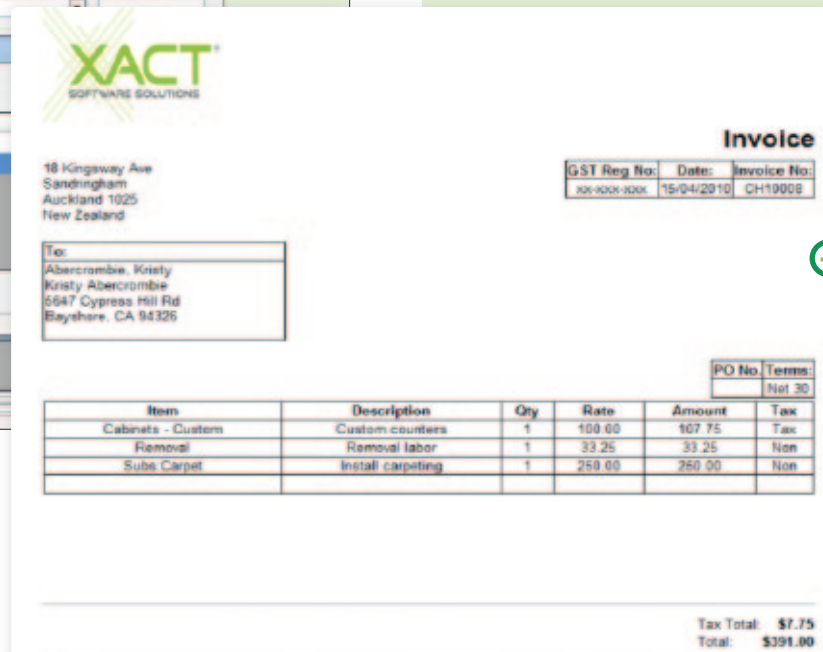 XACT
SOFTWARE SOLUTIONS
Invoice
18 Kingsway Ave
Sandringham
Auckland 1025
New Zealand
GST Reg No: Date: Invoice No:
xx-xxx-xxx 15/04/2010 CH10008
To:
Abercrombie, Kristy
Kristy Abercrombie
5647 Cypress Hill Rd
Bayshore, CA 94326
PO No. Terms:
Net 30
Item Description Qty Rate Amount Tax
Cabinets - Custom Custom counters 1 100.00 107.75 Tax
Removal Removal labor 1 33.25 33.25 Non
Subs Carpet Install carpeting 1 250.00 250.00 Non
Tax Total: $7.75
Total: $391.00